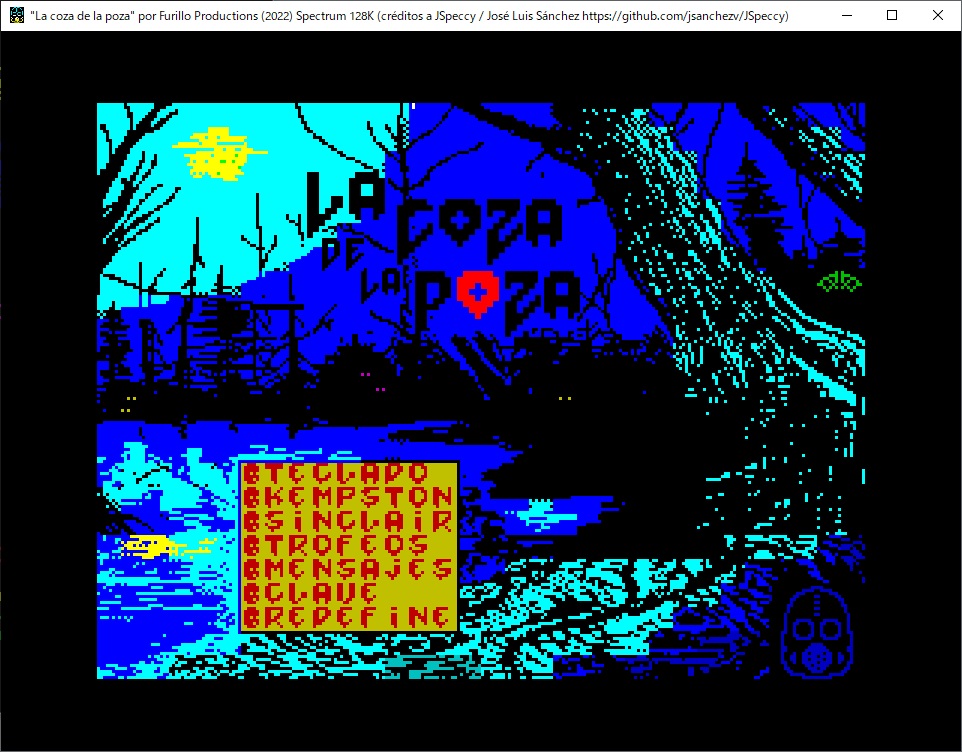 "La coza de la poza" por Furillo Productions (2022) Spectrum 128K (créditos a JSpeccy / José Luis Sánchez https://github.com/jsanchezv/JSpeccy)
LA COZA
DE LA POZA
TECLADO
KEMPSTON
SINCLAIR
TROFEOS
MENSAJES
CLAVE
REDEFINE